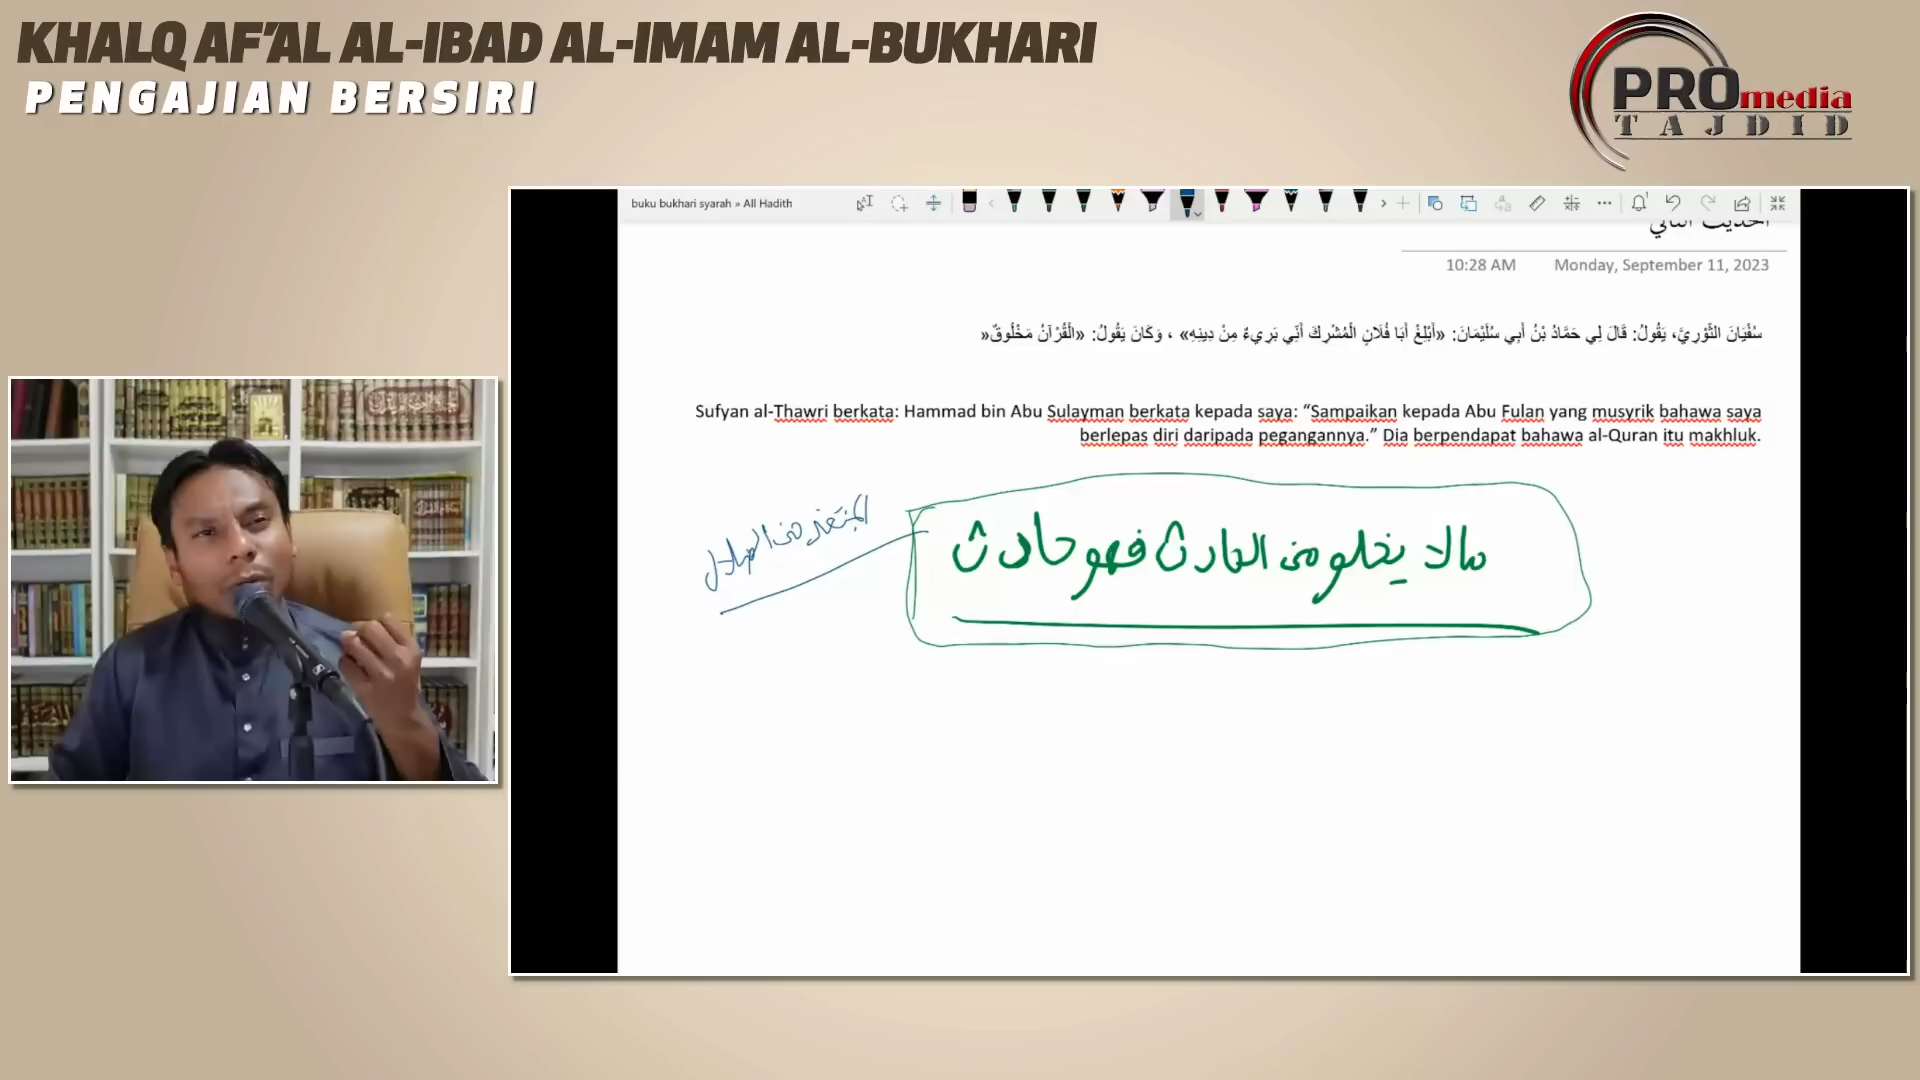 KHALQ AF'AL AL-IBAD AL-IMAM AL-BUKHARI
PENGAJIAN BERSIRI
PROmedia
TAJDID
buku bukhari syarah » All Hadith
الحديث الثاني
10:28 AM Monday, September 11, 2023
سُفْيَانَ الثَّوْرِيَّ، يَقُولُ: قَالَ لِي حَمَّادُ بْنُ أَبِي سُلَيْمَانَ: «أَبْلِغْ أَبَا فُلَانٍ الْمُشْرِكَ أَنِّي بَرِيءٌ مِنْ دِينِهِ» ، وَكَانَ يَقُولُ: «الْقُرْآنُ مَخْلُوقٌ«
Sufyan al-Thawri berkata: Hammad bin Abu Sulayman berkata kepada saya: “Sampaikan kepada Abu Fulan yang musyrik bahawa saya
berlepas diri daripada pegangannya.” Dia berpendapat bahawa al-Quran itu makhluk.
ما لا يخلو من الحادث فهو حادث